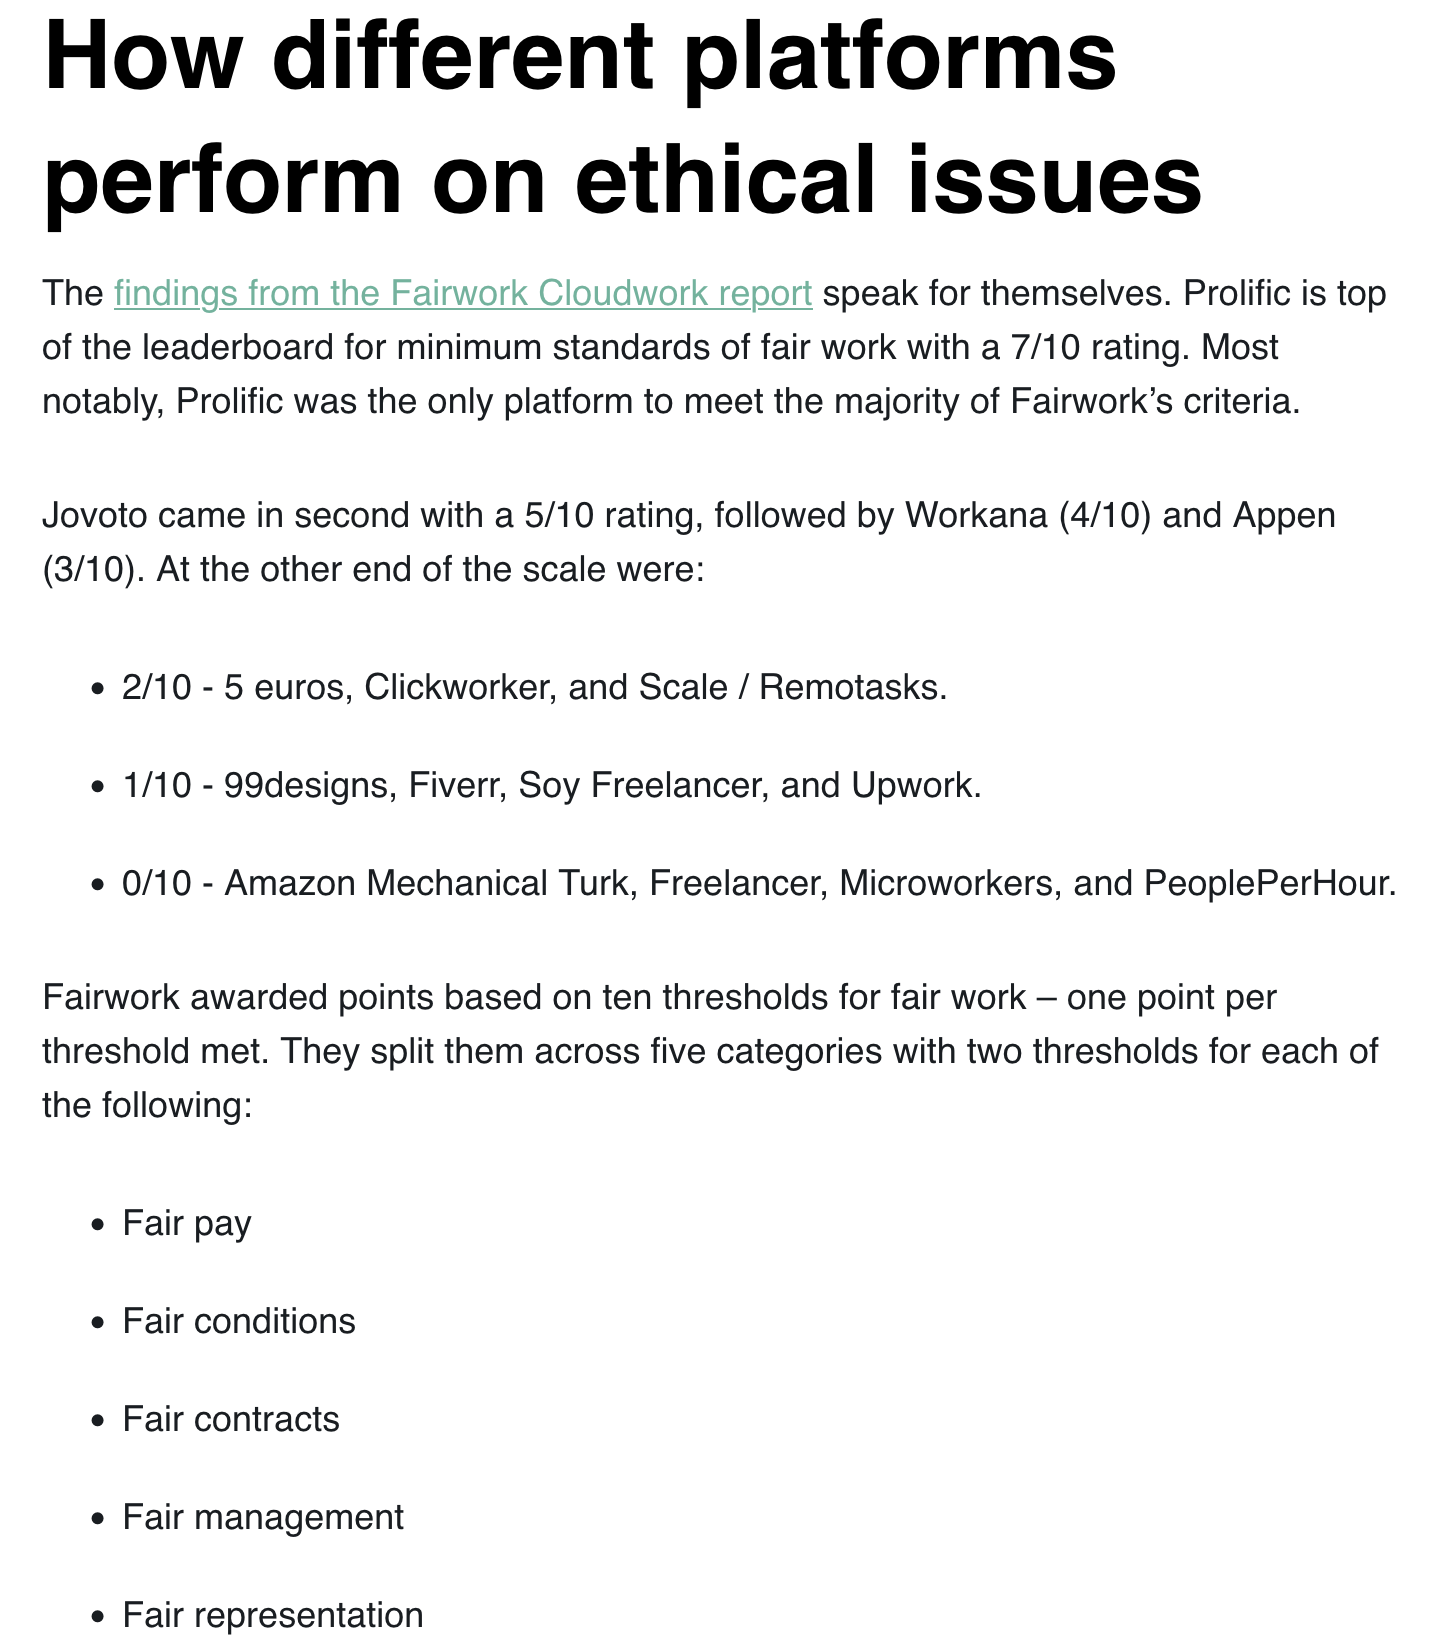 How different platforms
perform on ethical issues
The findings from the Fairwork Cloudwork report speak for themselves. Prolific is top
of the leaderboard for minimum standards of fair work with a 7/10 rating. Most
notably, Prolific was the only platform to meet the majority of Fairwork’s criteria.
Jovoto came in second with a 5/10 rating, followed by Workana (4/10) and Appen
(3/10). At the other end of the scale were:
• 2/10 - 5 euros, Clickworker, and Scale / Remotasks.
• 1/10 - 99designs, Fiverr, Soy Freelancer, and Upwork.
• 0/10 - Amazon Mechanical Turk, Freelancer, Microworkers, and PeoplePerHour.
Fairwork awarded points based on ten thresholds for fair work – one point per
threshold met. They split them across five categories with two thresholds for each of
the following:
• Fair pay
• Fair conditions
• Fair contracts
• Fair management
• Fair representation